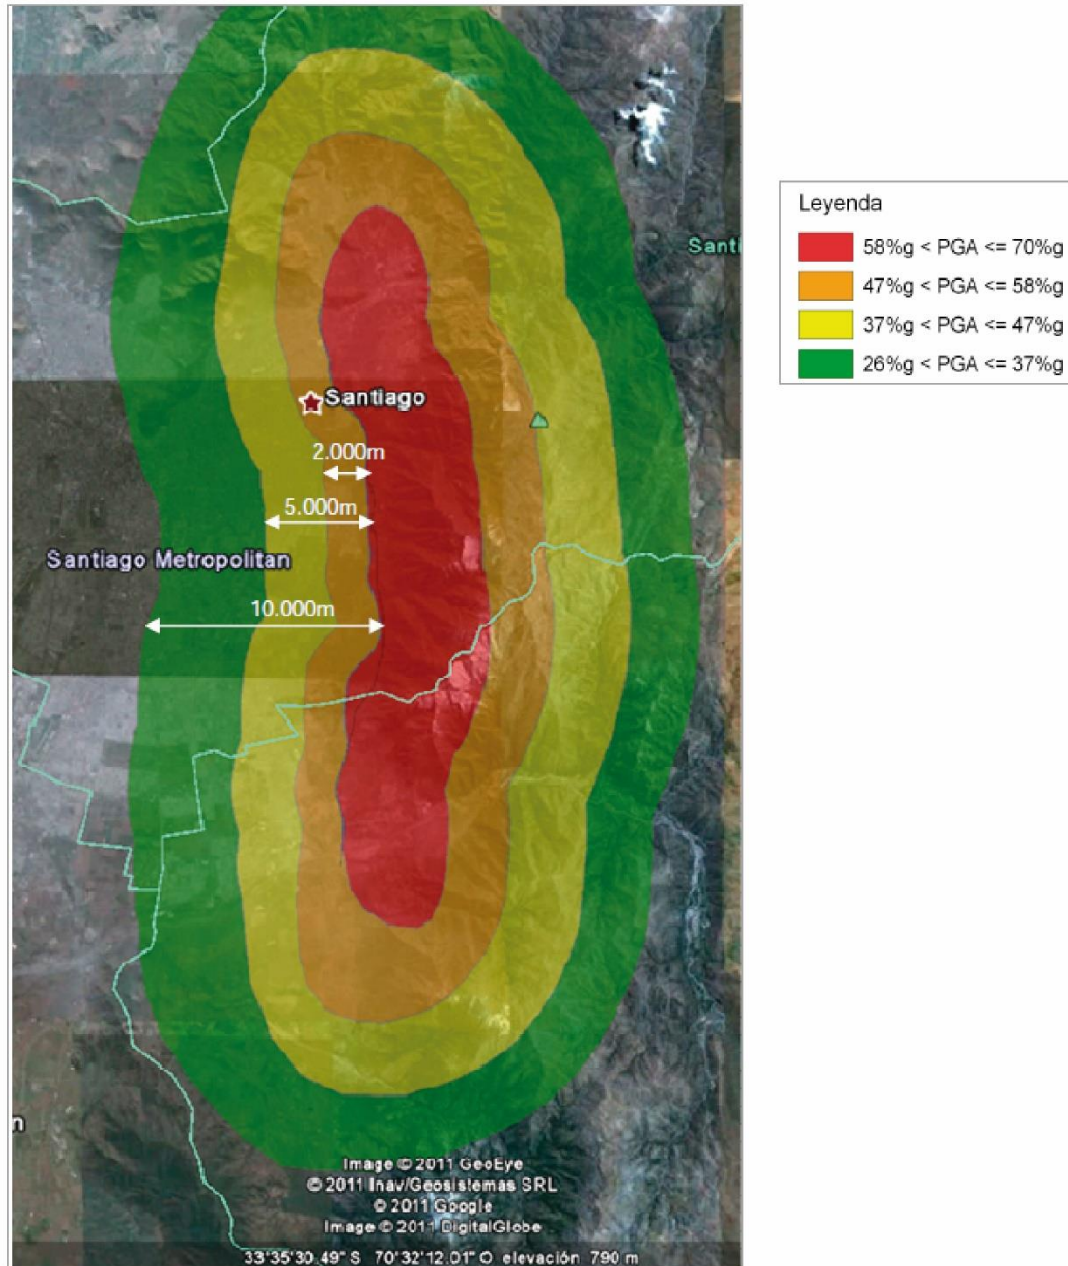 Leyenda
58%g < PGA <= 70%g
47%g < PGA <= 58%g
37%g < PGA <= 47%g
26%g < PGA <= 37%g
Santi
Santiago
2.000m
5.000m
Santiago Metropolitan
10.000m
n
Image © 2011 GeoEye
© 2011 Inav/Geosistemas SRL
© 2011 Google
Image © 2011 DigitalGlobe
33°35'30.49" S 70°32'12.01" O elevación 790 m